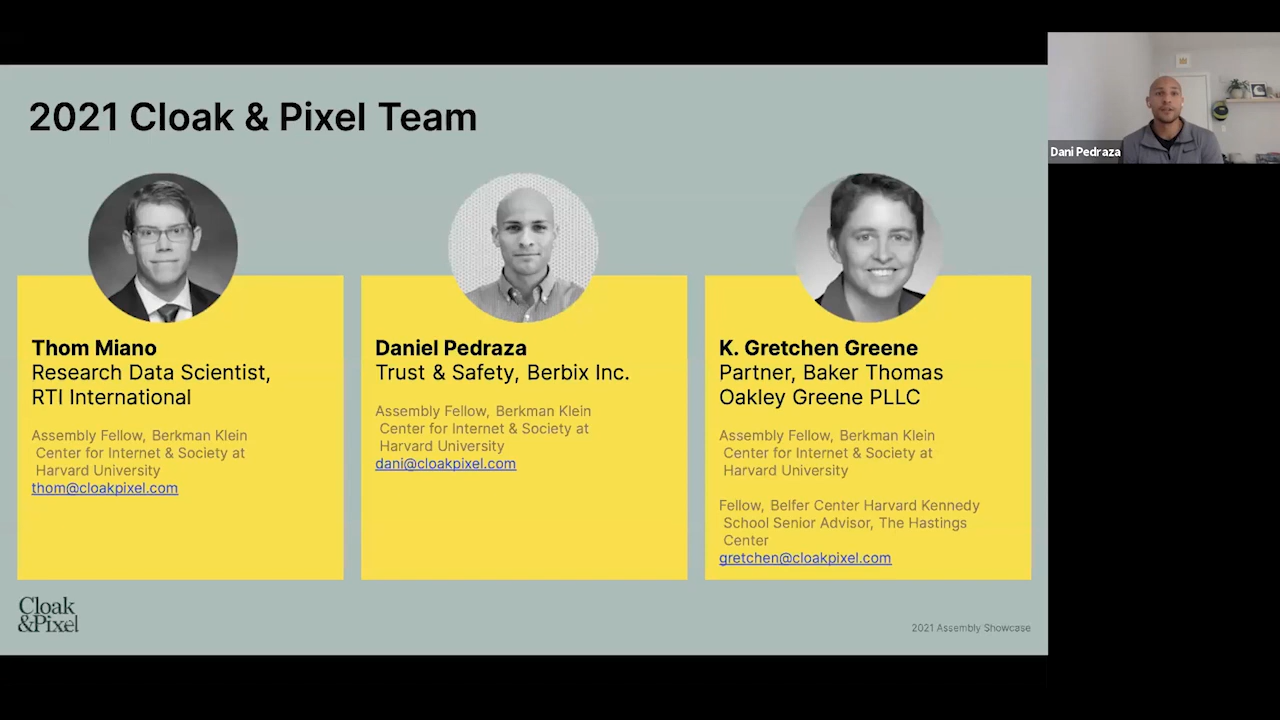 2021 Cloak & Pixel Team
Dani Pedraza
Thom Miano
Research Data Scientist,
RTI International
Assembly Fellow, Berkman Klein
Center for Internet & Society at
Harvard University
thom@cloakpixel.com
Daniel Pedraza
Trust & Safety, Berbix Inc.
Assembly Fellow, Berkman Klein
Center for Internet & Society at
Harvard University
dani@cloakpixel.com
K. Gretchen Greene
Partner, Baker Thomas
Oakley Greene PLLC
Assembly Fellow, Berkman Klein
Center for Internet & Society at
Harvard University
Fellow, Belfer Center Harvard Kennedy
School Senior Advisor, The Hastings
Center
gretchen@cloakpixel.com
Cloak
&Pixel
2021 Assembly Showcase